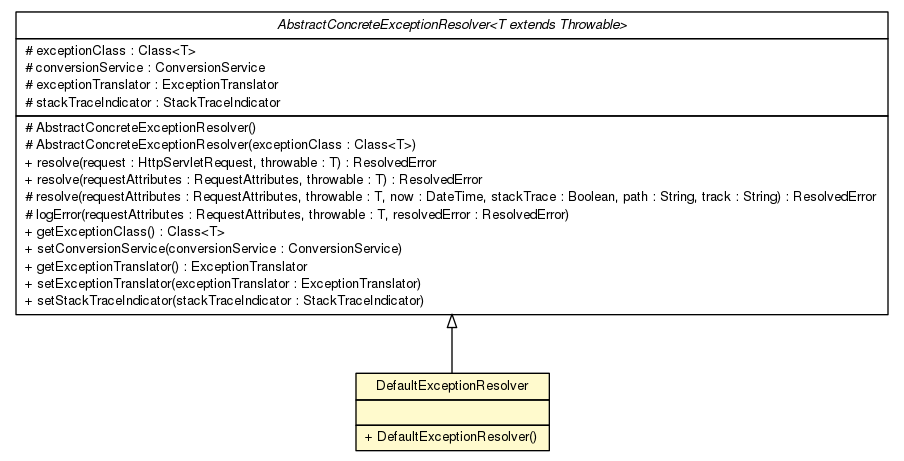 AbstractConcreteExceptionResolver<T extends Throwable>
# exceptionClass : Class<T>
# conversionService : ConversionService
# exceptionTranslator : ExceptionTranslator
# stackTraceIndicator : StackTraceIndicator
# AbstractConcreteExceptionResolver()
# AbstractConcreteExceptionResolver(exceptionClass : Class<T>)
+ resolve(request : HttpServletRequest, throwable : T) : ResolvedError
+ resolve(requestAttributes : RequestAttributes, throwable : T) : ResolvedError
# resolve(requestAttributes : RequestAttributes, throwable : T, now : DateTime, stackTrace : Boolean, path : String, track : String) : ResolvedError
# logError(requestAttributes : RequestAttributes, throwable : T, resolvedError : ResolvedError)
+ getExceptionClass() : Class<T>
+ setConversionService(conversionService : ConversionService)
+ getExceptionTranslator() : ExceptionTranslator
+ setExceptionTranslator(exceptionTranslator : ExceptionTranslator)
+ setStackTraceIndicator(stackTraceIndicator : StackTraceIndicator)
DefaultExceptionResolver
+ DefaultExceptionResolver()